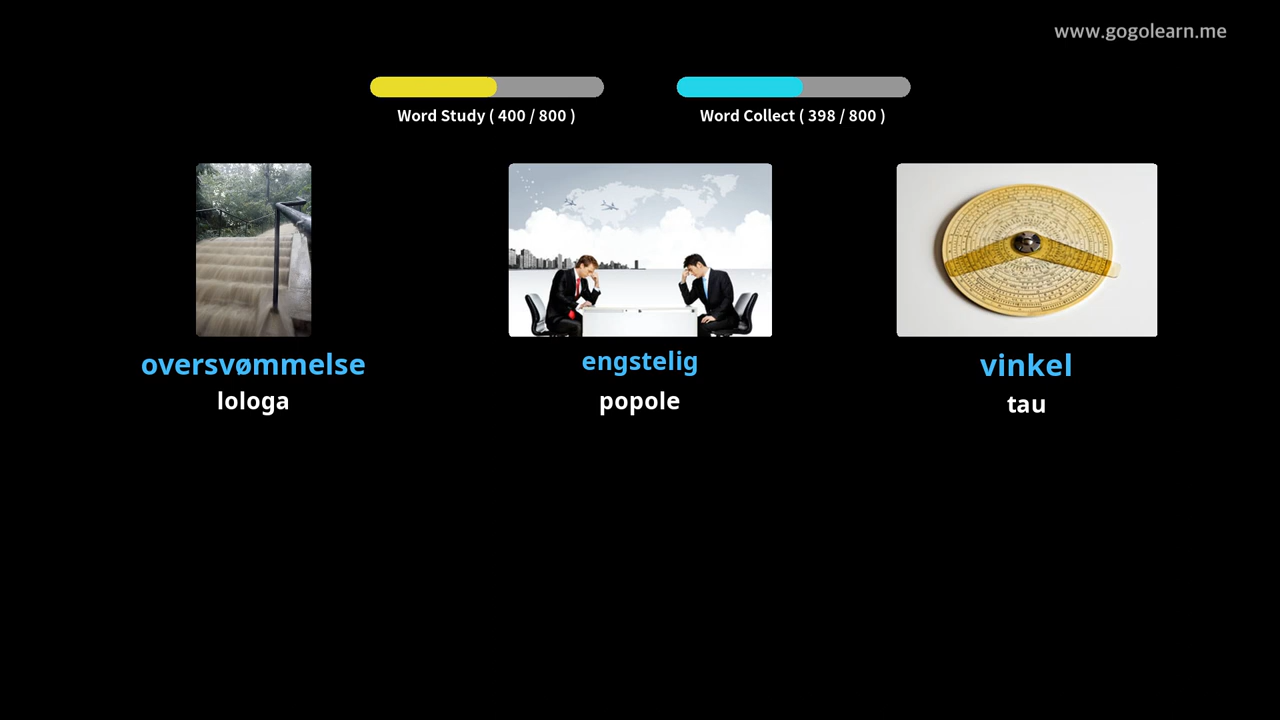 www.gogolearn.me
Word Study ( 400 / 800 )
Word Collect ( 398 / 800 )
oversvømmelse
lologa
engstelig
popole
vinkel
tau